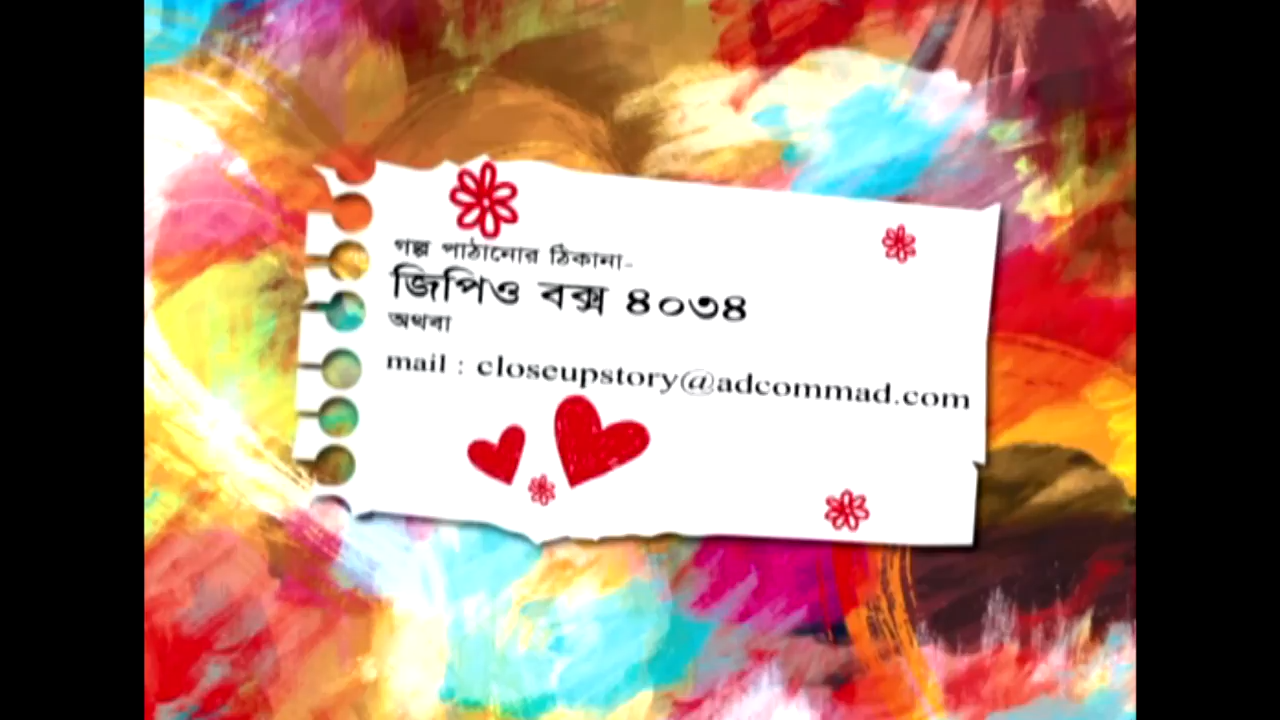 গল্প পাঠানোর ঠিকানা-
জিপিও বক্স ৪০৩৪
অথবা
mail : closeupstory@adcommad.com